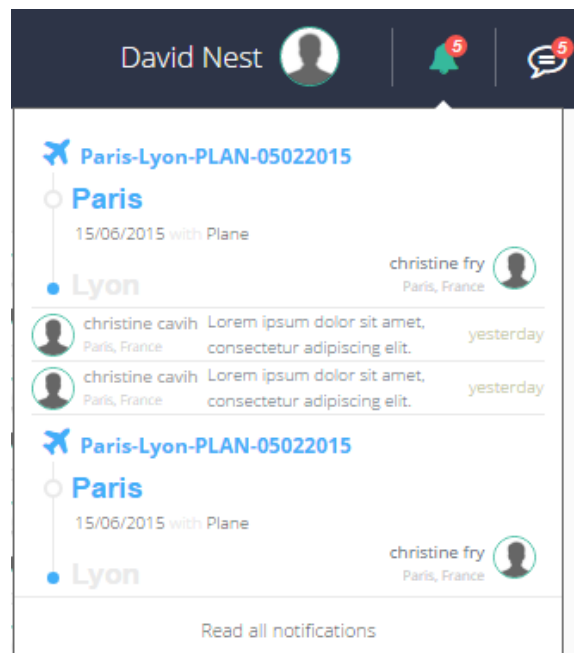 David Nest
5
5
Paris-Lyon-PLAN-05022015
Paris
15/06/2015 with Plane
christine fry
Paris, France
Lyon
christine cavih Lorem ipsum dolor sit amet,
Paris, France consectetur adipiscing elit.
yesterday
christine cavih Lorem ipsum dolor sit amet,
Paris, France consectetur adipiscing elit.
yesterday
Paris-Lyon-PLAN-05022015
Paris
15/06/2015 with Plane
christine fry
Paris, France
Lyon
Read all notifications